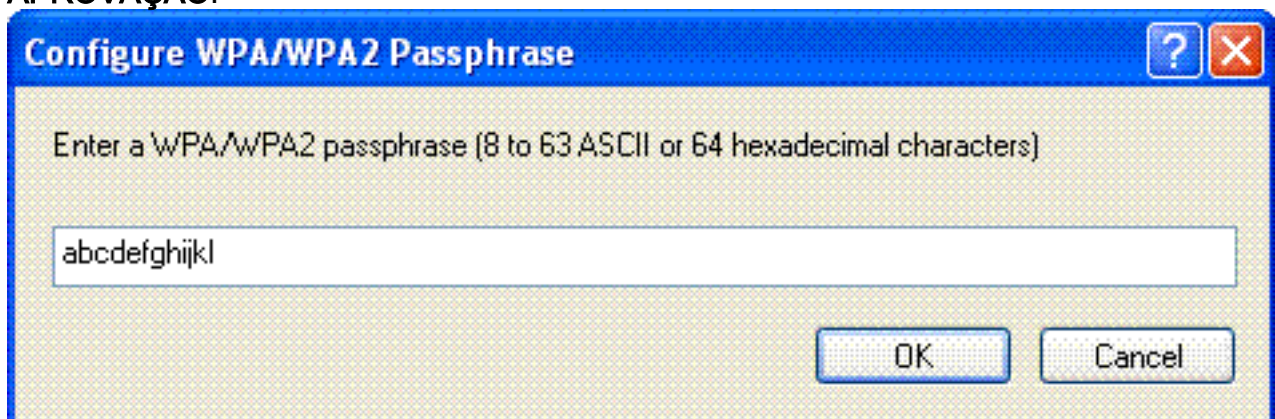 APROVAÇÃO.
Configure WPA/WPA2 Passphrase
Enter a WPA/WPA2 passphrase (8 to 63 ASCII or 64 hexadecimal characters)
abcdefghijkl
OK Cancel